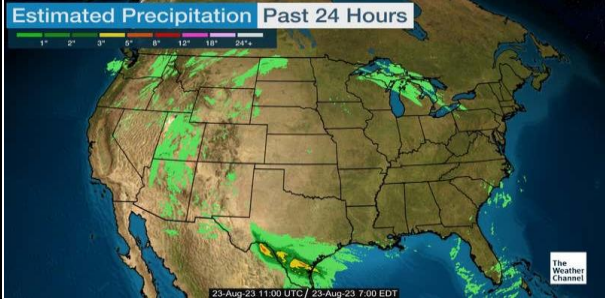 Estimated Precipitation Past 24 Hours
1" 2" 3" 5" 8" 12" 18" 24"+
The
Weather
Channel
23-Aug-23 11:00 UTC / 23-Aug-23 7:00 EDT